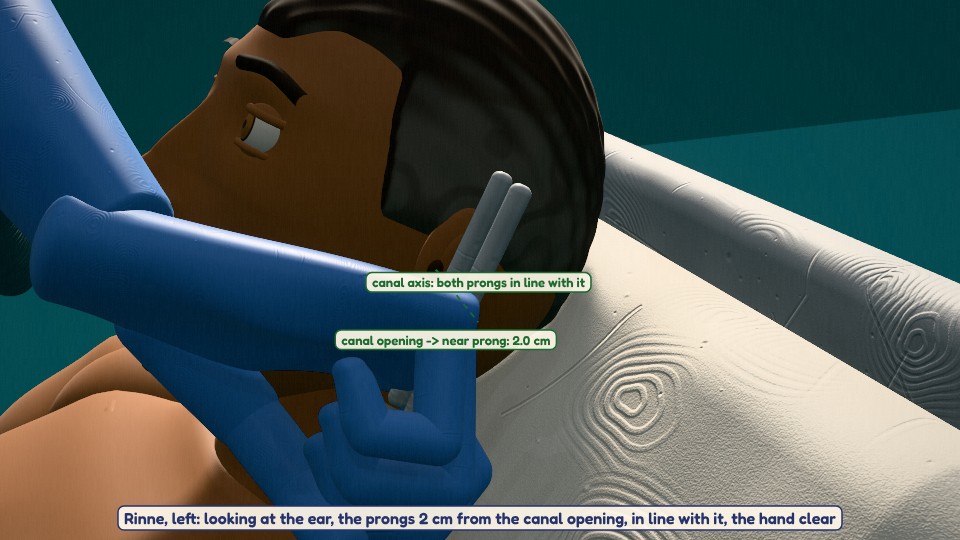 canal axis: both prongs in line with it
canal opening -> near prong: 2.0 cm
Rinne, left: looking at the ear, the prongs 2 cm from the canal opening, in line with it, the hand clear